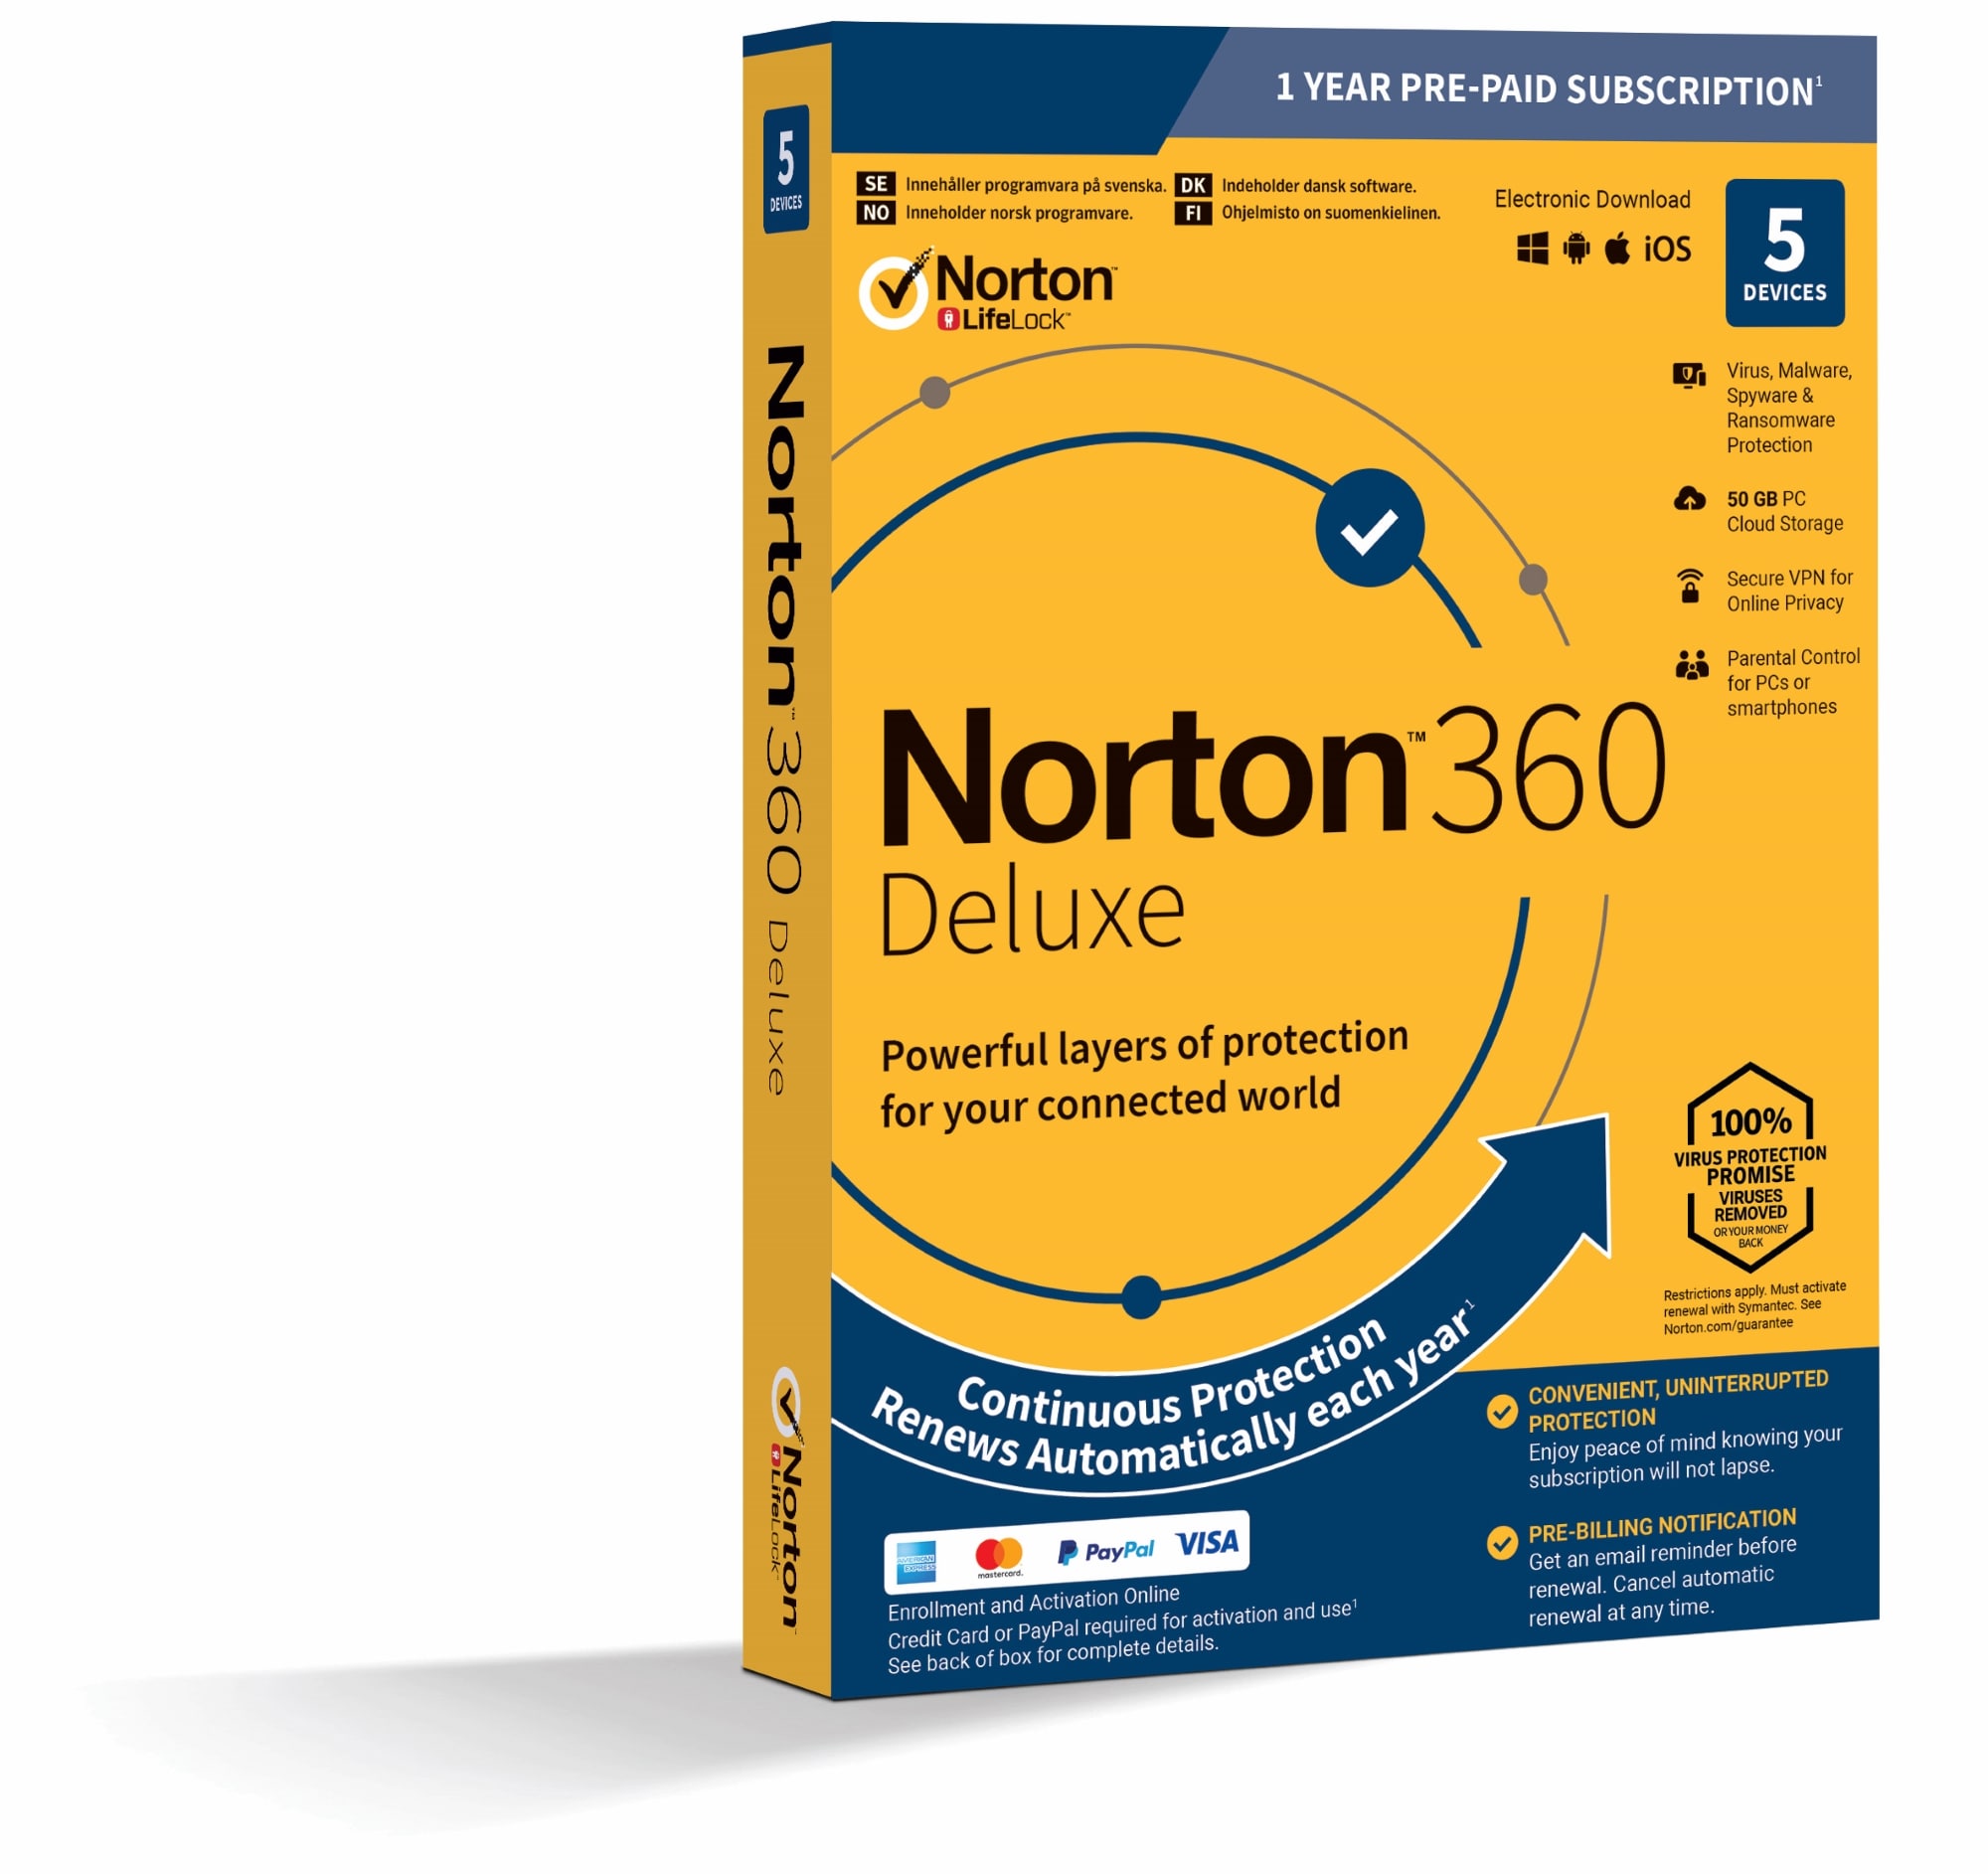 1 YEAR PRE-PAID SUBSCRIPTION¹
SE Innehåller programvara på svenska. DK Indeholder dansk software.
NO Inneholder norsk programvare. FI Ohjelmisto on suomenkielinen.
Electronic Download
iOS
5
DEVICES
Norton™
LifeLock™
Virus, Malware,
Spyware &
Ransomware
Protection
50 GB PC
Cloud Storage
Secure VPN for
Online Privacy
Parental Control
for PCs or
smartphones
Norton™360
Deluxe
Powerful layers of protection
for your connected world
100%
VIRUS PROTECTION
PROMISE
VIRUSES
REMOVED
OR YOUR MONEY
BACK
Restrictions apply. Must activate
renewal with Symantec. See
Norton.com/guarantee
Continuous Protection
Renews Automatically each year¹
CONVENIENT, UNINTERRUPTED
PROTECTION
Enjoy peace of mind knowing your
subscription will not lapse.
PRE-BILLING NOTIFICATION
Get an email reminder before
renewal. Cancel automatic
renewal at any time.
AMERICAN
EXPRESS
mastercard.
PayPal
VISA
Enrollment and Activation Online
Credit Card or PayPal required for activation and use¹
See back of box for complete details.
5
DEVICES
Norton™360 Deluxe
Norton™
LifeLock™